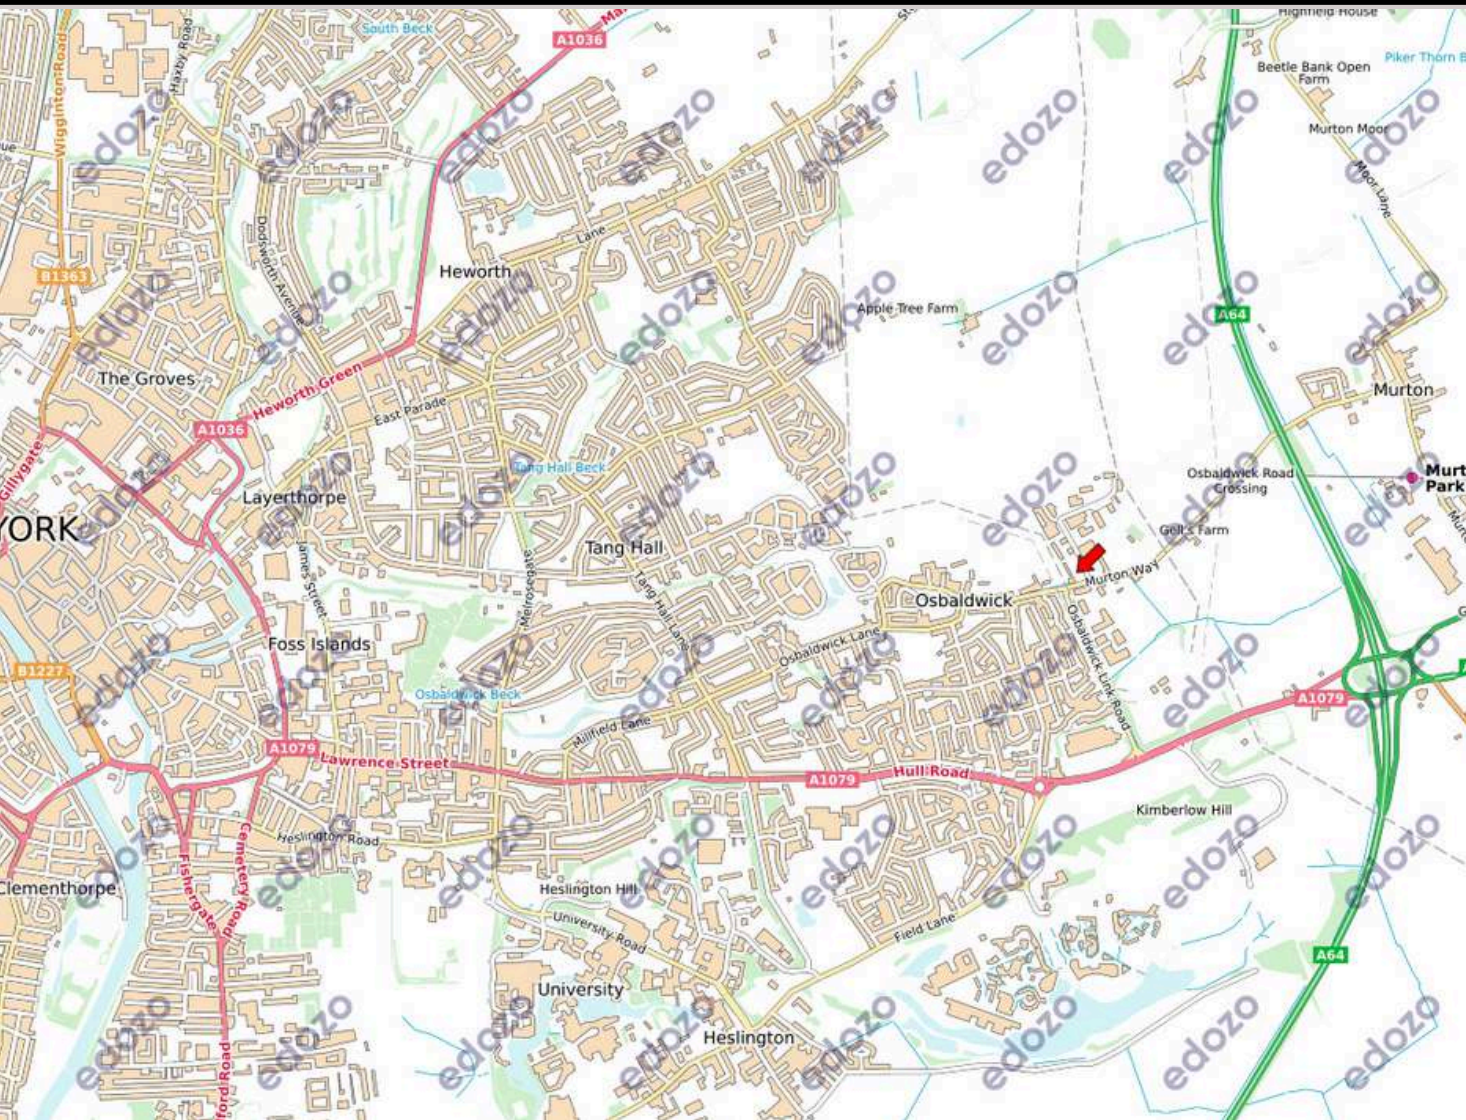 South Beck
A1036
Highfield House
Piker Thorn B
Beetle Bank Open
Farm
Wigginton Road
Haxby Road
Murton Moor
Moor Lane
Dodsworth Avenue
Lane
Heworth
B1363
Apple Tree Farm
A64
The Groves
Heworth Green
Murton
East Parade
A1036
Gillygate
Tang Hall Beck
Osbaldwick Road
Crossing
Murt
Park
Layerthorpe
YORK
Gell's Farm
Tang Hall
James Street
Melrosegate
Tang Hall Lane
Murton Way
Osbaldwick
Osbaldwick Lane
Osbaldwick Link Road
Foss Islands
B1227
Osbaldwick Beck
A1079
Millfield Lane
A1079
Lawrence Street
A1079
Hull Road
Kimberlow Hill
Heslington Road
Cemetery Road
Fishergate
Clementhorpe
Heslington Hill
University Road
Field Lane
A64
University
Heslington
ford Road
edozo